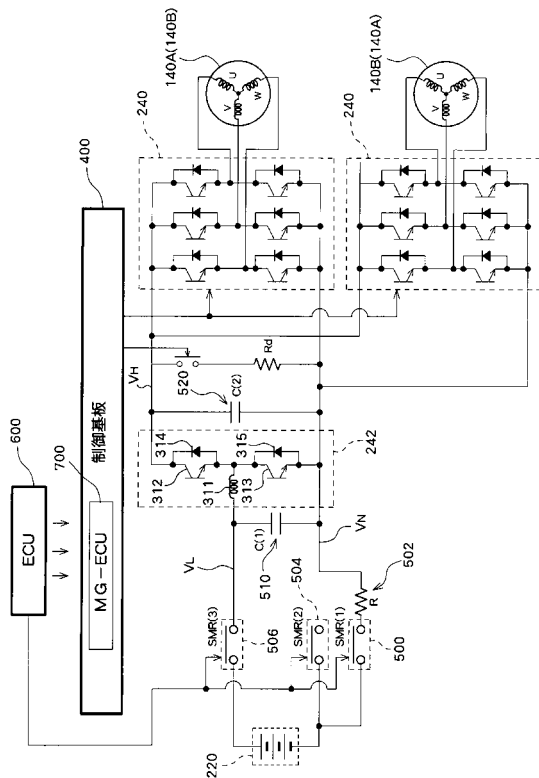 600
ECU
400
制御基板
700
MG-ECU
140A(140B)
U
V
W
240
140B(140A)
U
V
W
240
VH
520
Rd
C(2)
314
312
311
315
313
242
C(1)
510
VL
VN
502
R
504
SMR(3)
506
SMR(2)
SMR(1)
500
220